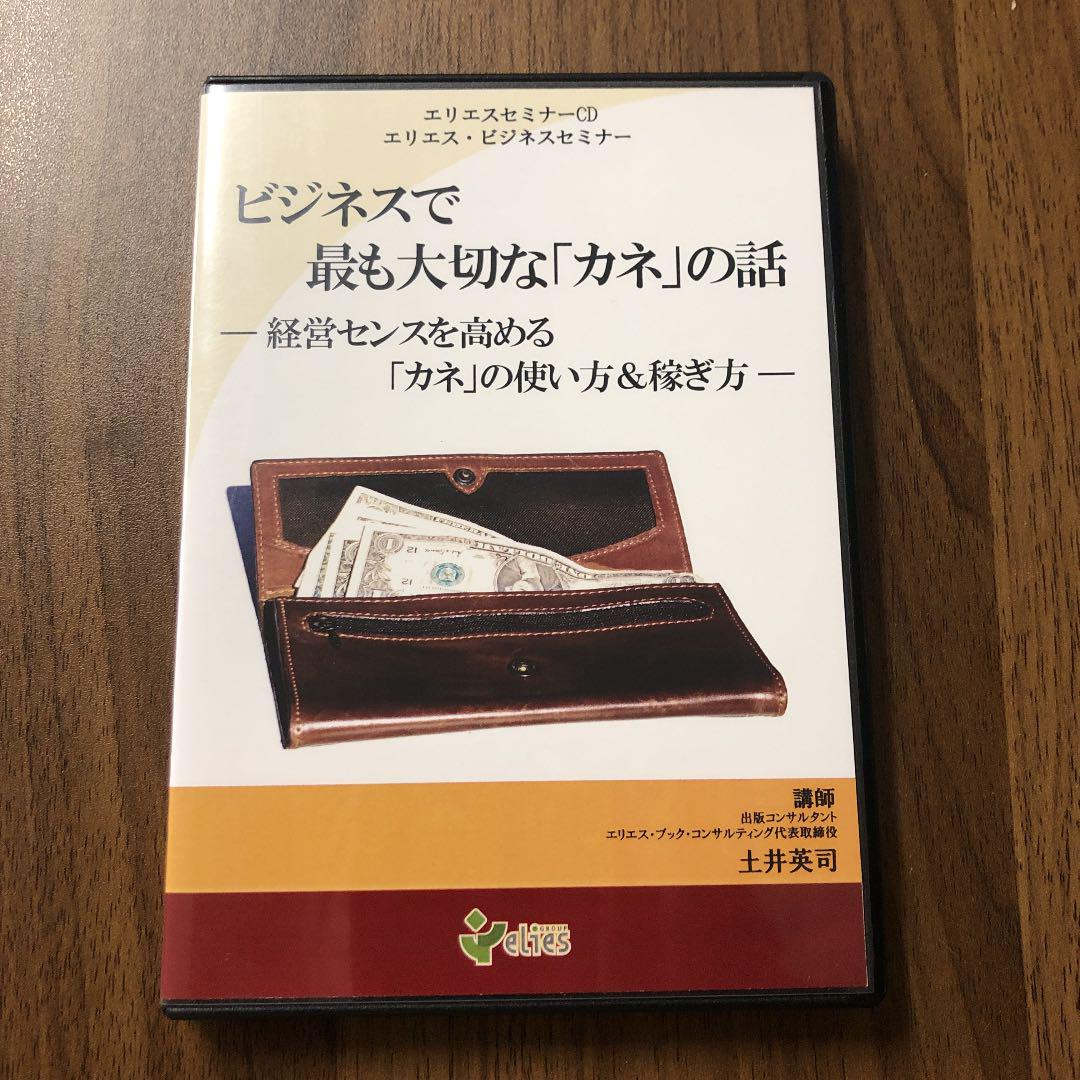 エリエスセミナーCD
エリエス・ビジネスセミナー
ビジネスで
最も大切な「カネ」の話
― 経営センスを高める
「カネ」の使い方&稼ぎ方 ―
講師
出版コンサルタント
エリエス・ブック・コンサルティング代表取締役
土井英司
GROUP
elies